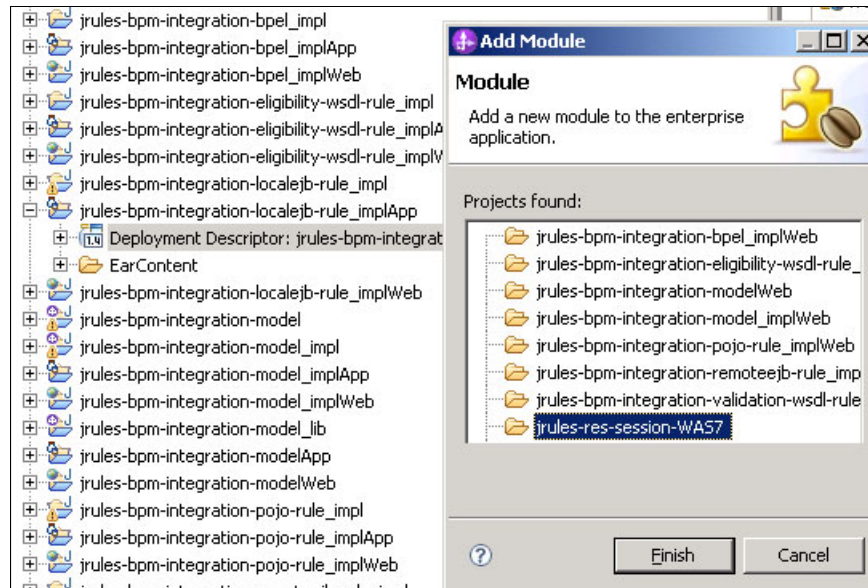 jrules-bpm-integration-bpel_impl
jrules-bpm-integration-bpel_implApp
jrules-bpm-integration-bpel_implWeb
jrules-bpm-integration-eligibility-wsdl-rule_impl
jrules-bpm-integration-eligibility-wsdl-rule_implA
jrules-bpm-integration-eligibility-wsdl-rule_implV
jrules-bpm-integration-localejb-rule_impl
jrules-bpm-integration-localejb-rule_implApp
1.4 Deployment Descriptor: jrules-bpm-integrat
EarContent
jrules-bpm-integration-localejb-rule_implWeb
jrules-bpm-integration-model
jrules-bpm-integration-model_impl
jrules-bpm-integration-model_implApp
jrules-bpm-integration-model_implWeb
jrules-bpm-integration-model_lib
jrules-bpm-integration-modelApp
jrules-bpm-integration-modelWeb
jrules-bpm-integration-pojo-rule_impl
jrules-bpm-integration-pojo-rule_implApp
jrules-bpm-integration-pojo-rule_implWeb
Add Module
Module
Add a new module to the enterprise
application.
Projects found:
jrules-bpm-integration-bpel_implWeb
jrules-bpm-integration-eligibility-wsdl-rule_
jrules-bpm-integration-modelWeb
jrules-bpm-integration-model_implWeb
jrules-bpm-integration-pojo-rule_implWeb
jrules-bpm-integration-remoteejb-rule_imp
jrules-bpm-integration-validation-wsdl-rule
jrules-res-session-WAS7
Finish
Cancel